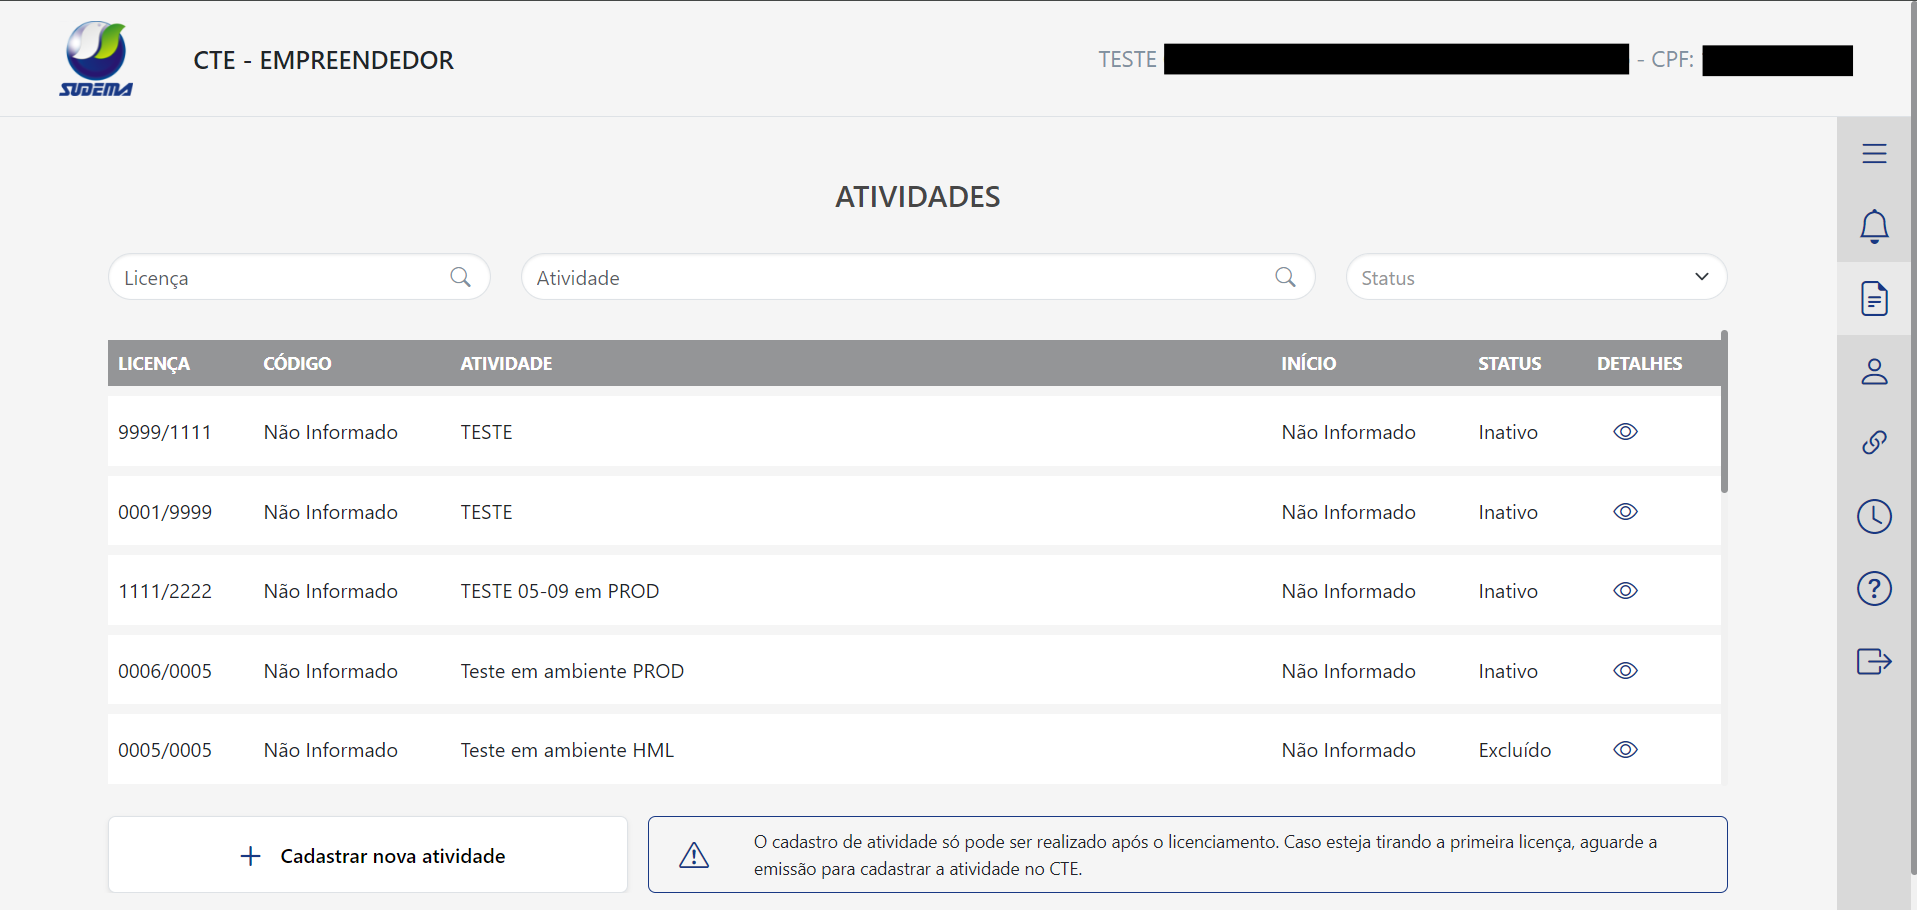 SUDEMA
CTE - EMPREENDEDOR
TESTE - CPF:
ATIVIDADES
Licença Atividade Status
LICENÇA CÓDIGO ATIVIDADE INÍCIO STATUS DETALHES
9999/1111 Não Informado TESTE Não Informado Inativo
0001/9999 Não Informado TESTE Não Informado Inativo
1111/2222 Não Informado TESTE 05-09 em PROD Não Informado Inativo
0006/0005 Não Informado Teste em ambiente PROD Não Informado Inativo
0005/0005 Não Informado Teste em ambiente HML Não Informado Excluído
+ Cadastrar nova atividade
O cadastro de atividade só pode ser realizado após o licenciamento. Caso esteja tirando a primeira licença, aguarde a
emissão para cadastrar a atividade no CTE.